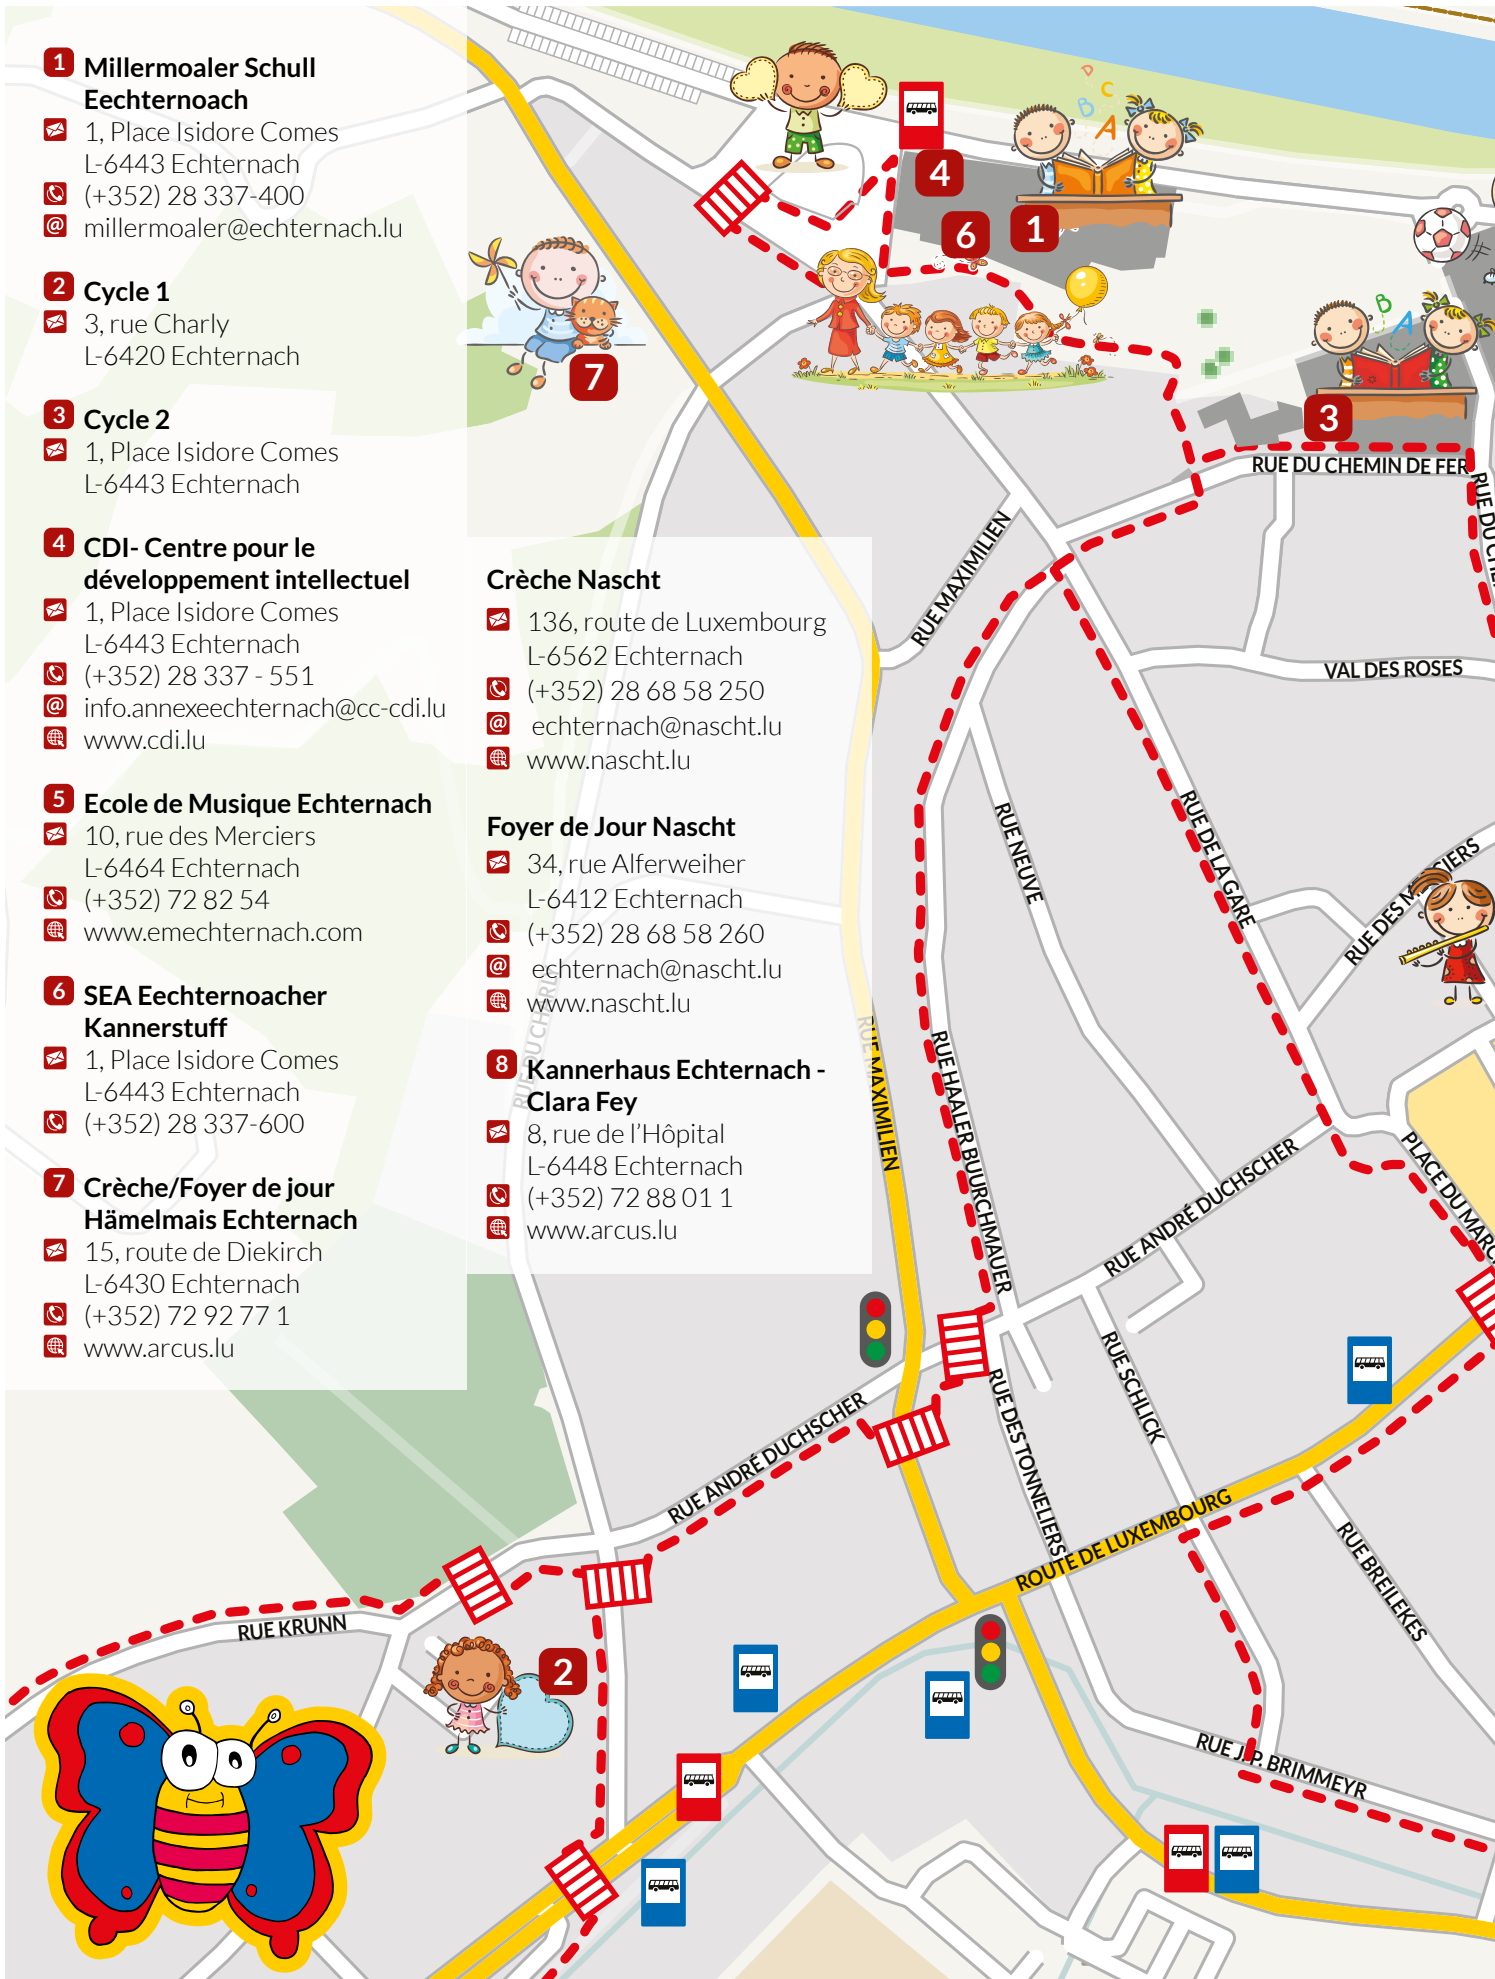 1 Millermoaler Schull
Eechternoach
1, Place Isidore Comes
L-6443 Echternach
(+352) 28 337-400
@ millermoaler@echternach.lu
2 Cycle 1
3, rue Charly
L-6420 Echternach
3 Cycle 2
1, Place Isidore Comes
L-6443 Echternach
4 CDI- Centre pour le
développement intellectuel
1, Place Isidore Comes
L-6443 Echternach
(+352) 28 337 - 551
@ info.annexeechternach@cc-cdi.lu
www.cdi.lu
5 Ecole de Musique Echternach
10, rue des Merciers
L-6464 Echternach
(+352) 72 82 54
www.emechternach.com
6 SEA Eechternoacher
Kannerstuff
1, Place Isidore Comes
L-6443 Echternach
(+352) 28 337-600
7 Crèche/Foyer de jour
Hämelmais Echternach
15, route de Diekirch
L-6430 Echternach
(+352) 72 92 77 1
www.arcus.lu
Crèche Nascht
136, route de Luxembourg
L-6562 Echternach
(+352) 28 68 58 250
@ echternach@nascht.lu
www.nascht.lu
Foyer de Jour Nascht
34, rue Alferweiher
L-6412 Echternach
(+352) 28 68 58 260
@ echternach@nascht.lu
www.nascht.lu
8 Kannerhaus Echternach -
Clara Fey
8, rue de l'Hôpital
L-6448 Echternach
(+352) 72 88 01 1
www.arcus.lu
D
C
B
A
4
6
1
7
B
A
3
RUE DU CHEMIN DE FER
RUE DU CHE
RUE MAXIMILIEN
VAL DES ROSES
RUE NEUVE
RUE DE LA GARE
RUE DES
SIERS
RUE DU CHARLY
RUE MAXIMILIEN
RUE HAALER BUURCHMAUER
RUE ANDRÉ DUCHSCHER
PLACE DU MARC
RUE SCHLICK
RUE DES TONNELIERS
RUE ANDRÉ DUCHSCHER
ROUTE DE LUXEMBOURG
RUE BREILEKES
RUE KRUNN
2
RUE J.P. BRIMMEYR